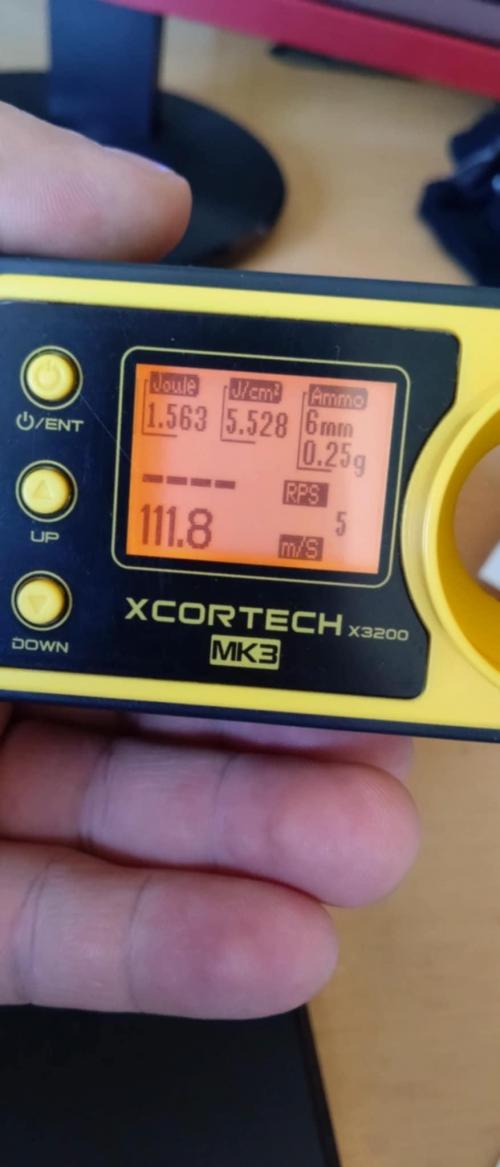 Joule J/cm² Ammo
1.563 5.528 6mm
0.25g
---- RPS
111.8 5
m/S
⏻/ENT
UP
DOWN
XCORTECH X3200
MK3